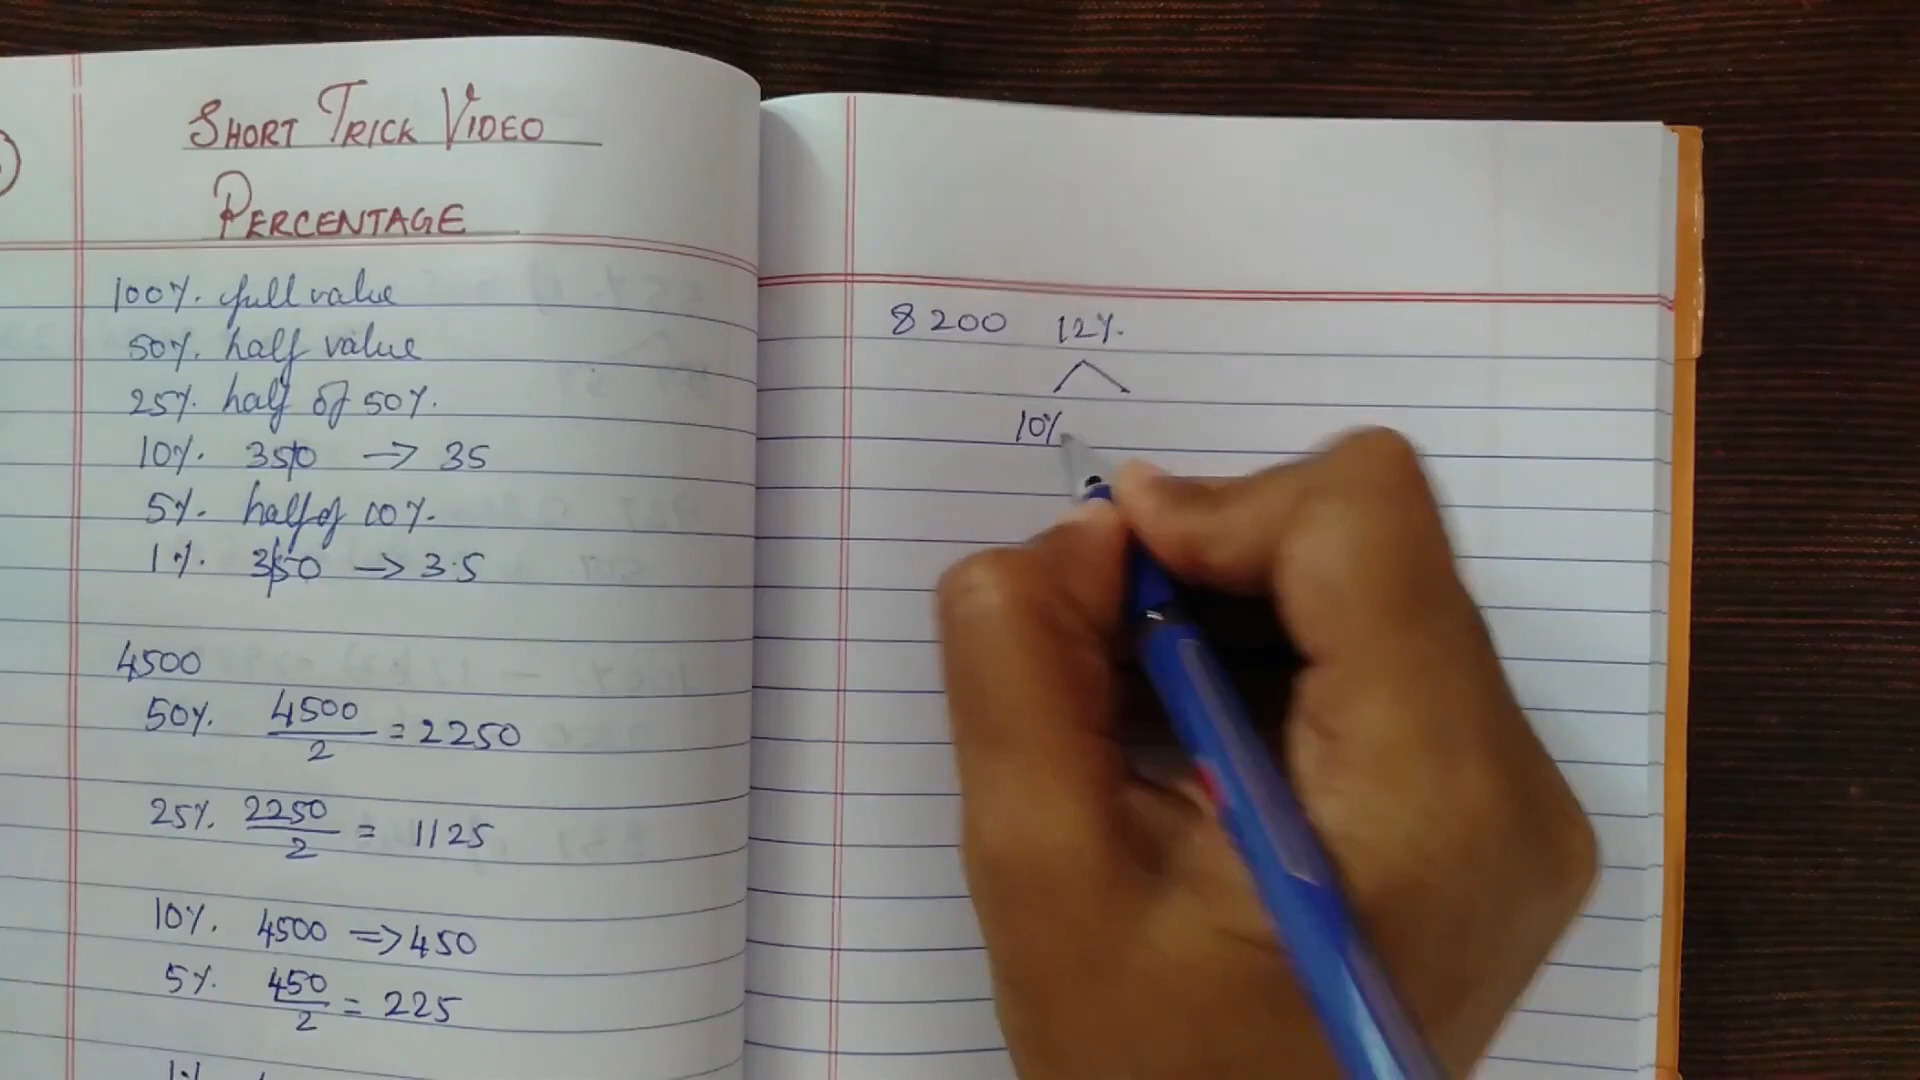 SHORT TRICK VIDEO
PERCENTAGE
100%. full value
50%. half value
25%. half of 50%.
10%. 350 → 35
5%. half of 10%.
1%. 350 → 3.5
4500
50%. 4500/2 = 2250
25%. 2250/2 = 1125
10%. 4500 ⇒ 450
5%. 450/2 = 225
8200 12%.
10%